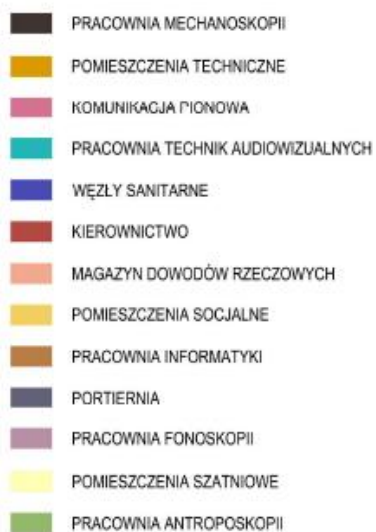 PRACOWNIA MECHANOSKOPII
POMIESZCZENIA TECHNICZNE
KOMUNIKACJA PIONOWA
PRACOWNIA TECHNIK AUDIOWIZUALNYCH
WĘZŁY SANITARNE
KIEROWNICTWO
MAGAZYN DOWODÓW RZECZOWYCH
POMIESZCZENIA SOCJALNE
PRACOWNIA INFORMATYKI
PORTIERNIA
PRACOWNIA FONOSKOPII
POMIESZCZENIA SZATNIOWE
PRACOWNIA ANTROPOSKOPII